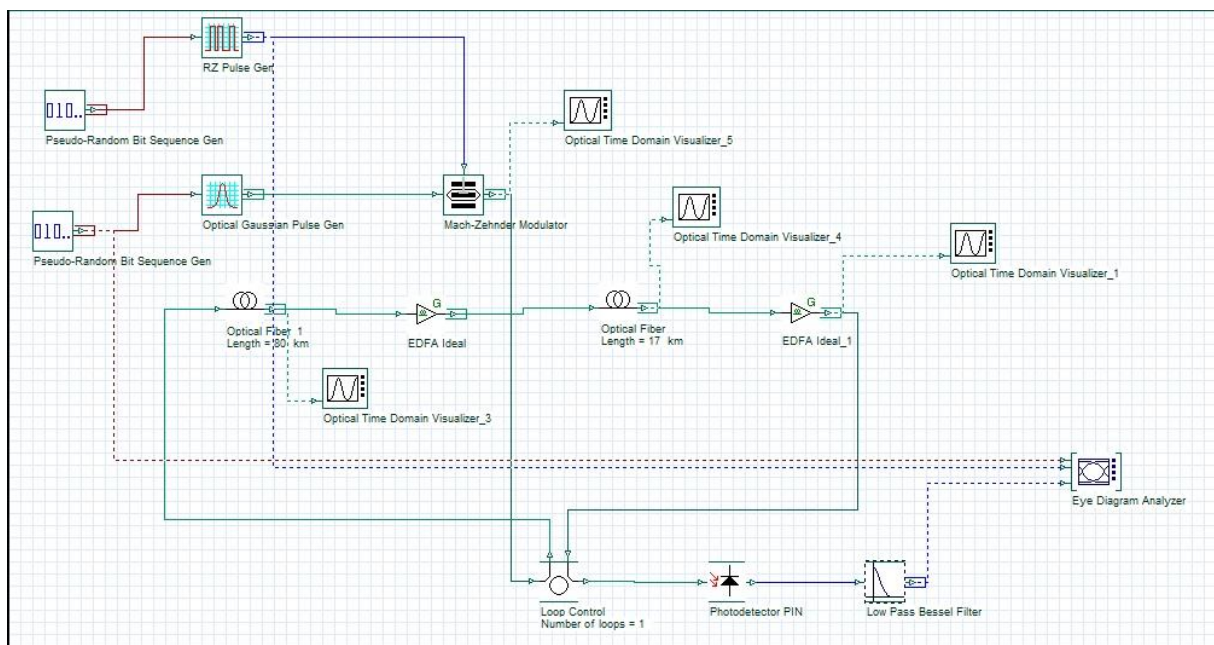 RZ Pulse Gen
010..
Pseudo-Random Bit Sequence Gen
Optical Time Domain Visualizer_5
Optical Gaussian Pulse Gen
Mach-Zehnder Modulator
010..
Pseudo-Random Bit Sequence Gen
Optical Time Domain Visualizer_4
Optical Time Domain Visualizer_1
G
G
Optical Fiber 1
Length = 80 km
EDFA Ideal
Optical Fiber
Length = 17 km
EDFA Ideal_1
Optical Time Domain Visualizer_3
Eye Diagram Analyzer
Loop Control
Number of loops = 1
Photodetector PIN
Low Pass Bessel Filter